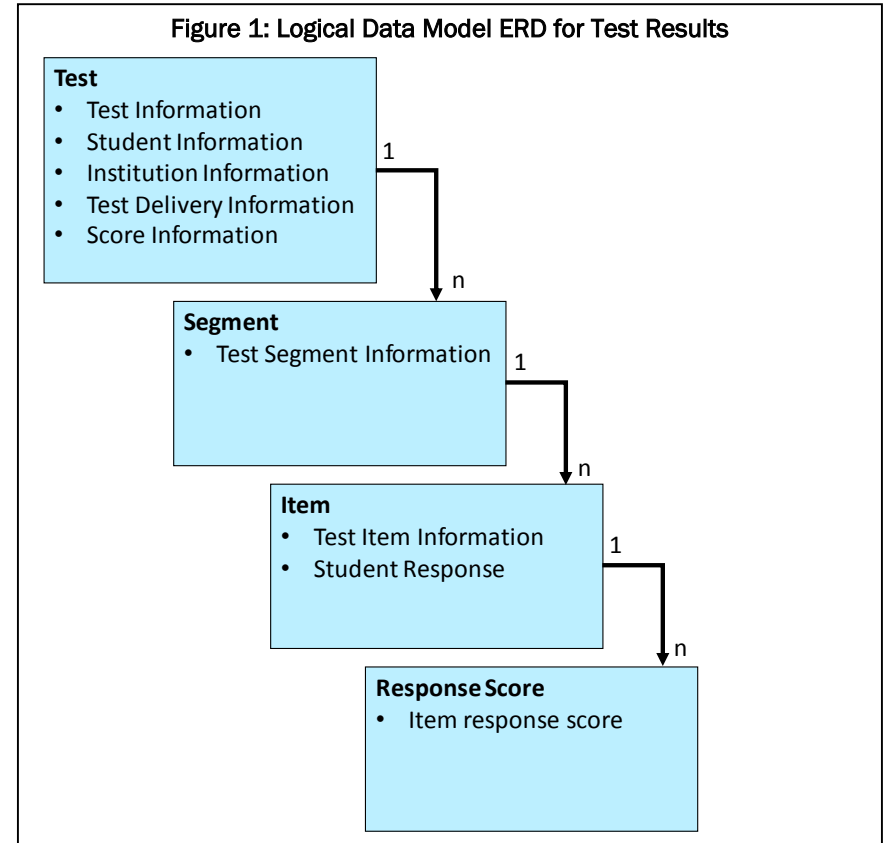 Figure 1: Logical Data Model ERD for Test Results
Test
• Test Information
• Student Information
• Institution Information
• Test Delivery Information
• Score Information
1
n
Segment
• Test Segment Information
1
n
Item
• Test Item Information
• Student Response
1
n
Response Score
• Item response score